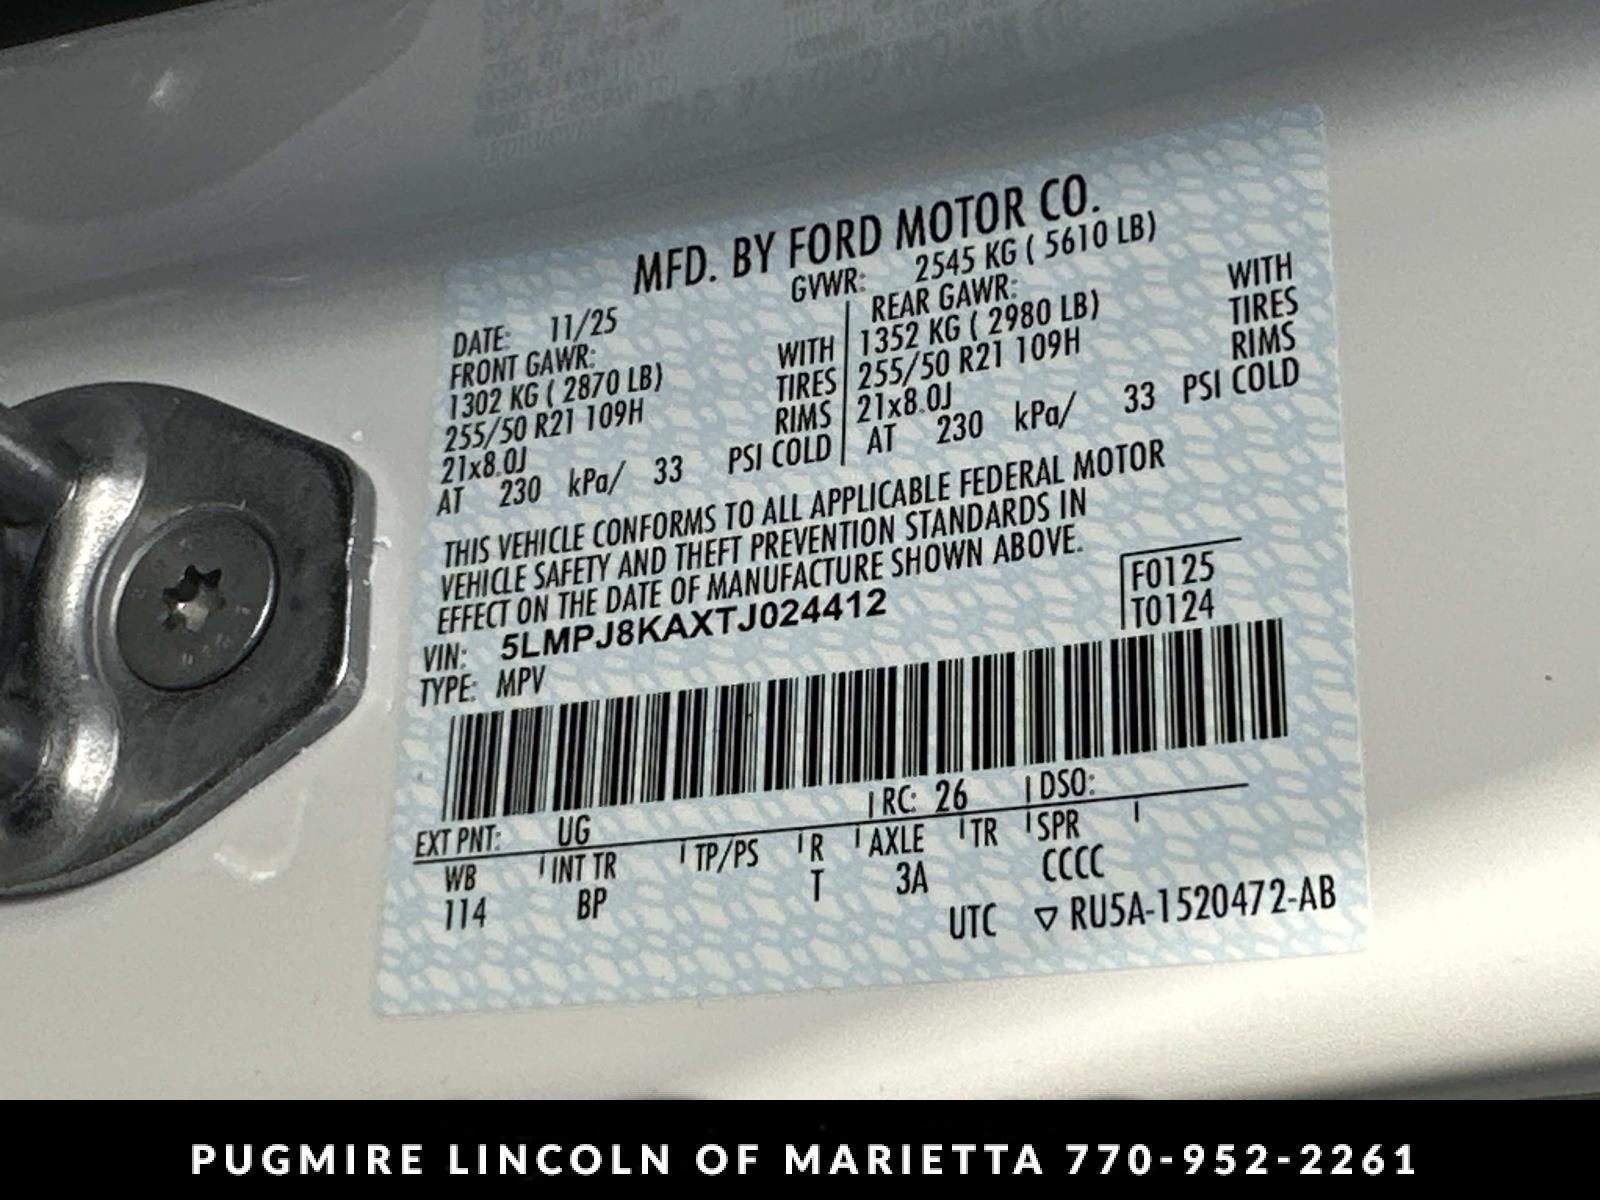 MFD. BY FORD MOTOR CO.
DATE: 11/25 GVWR: 2545 KG ( 5610 LB)
FRONT GAWR: REAR GAWR:
1302 KG ( 2870 LB) WITH 1352 KG ( 2980 LB) WITH
255/50 R21 109H TIRES 255/50 R21 109H TIRES
21x8.0J RIMS 21x8.0J RIMS
AT 230 kPa/ 33 PSI COLD AT 230 kPa/ 33 PSI COLD
THIS VEHICLE CONFORMS TO ALL APPLICABLE FEDERAL MOTOR
VEHICLE SAFETY AND THEFT PREVENTION STANDARDS IN
EFFECT ON THE DATE OF MANUFACTURE SHOWN ABOVE.
F0125
T0124
VIN: 5LMPJ8KAXTJ024412
TYPE: MPV
EXT PNT: UG RC: 26 DSO:
WB INT TR TP/PS R AXLE TR SPR
114 BP T 3A CCCC
UTC ▽ RU5A-1520472-AB
PUGMIRE LINCOLN OF MARIETTA 770-952-2261